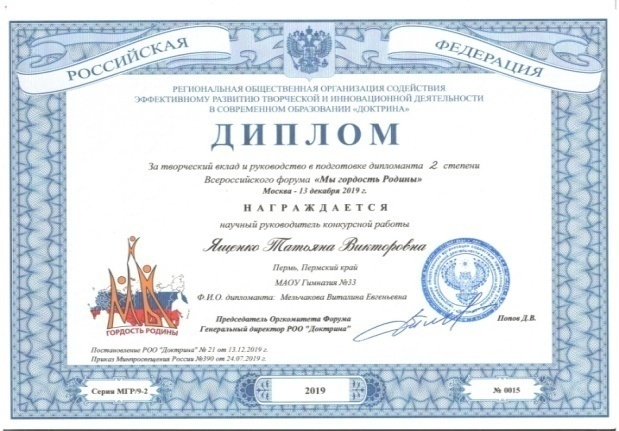 РОССИЙСКАЯ ФЕДЕРАЦИЯ
РЕГИОНАЛЬНАЯ ОБЩЕСТВЕННАЯ ОРГАНИЗАЦИЯ СОДЕЙСТВИЯ
ЭФФЕКТИВНОМУ РАЗВИТИЮ ТВОРЧЕСКОЙ И ИННОВАЦИОННОЙ ДЕЯТЕЛЬНОСТИ
В СОВРЕМЕННОМ ОБРАЗОВАНИИ «ДОКТРИНА»
ДИПЛОМ
За творческий вклад и руководство в подготовке дипломанта 2 степени
Всероссийского форума «Мы гордость Родины»
Москва - 13 декабря 2019 г.
НАГРАЖДАЕТСЯ
научный руководитель конкурсной работы
Ященко Татьяна Викторовна
Пермь, Пермский край
МАОУ Гимназия №33
Ф.И.О. дипломанта: Мельчакова Виталина Евгеньевна
ГОРДОСТЬ РОДИНЫ
Председатель Оргкомитета Форума
Генеральный директор РОО "Доктрина"
Попов Д.В.
Постановление РОО "Доктрина" № 21 от 13.12.2019 г.
Приказ Минпросвещения России №390 от 24.07.2019 г.
Серия МГР/9-2
2019
№ 0015